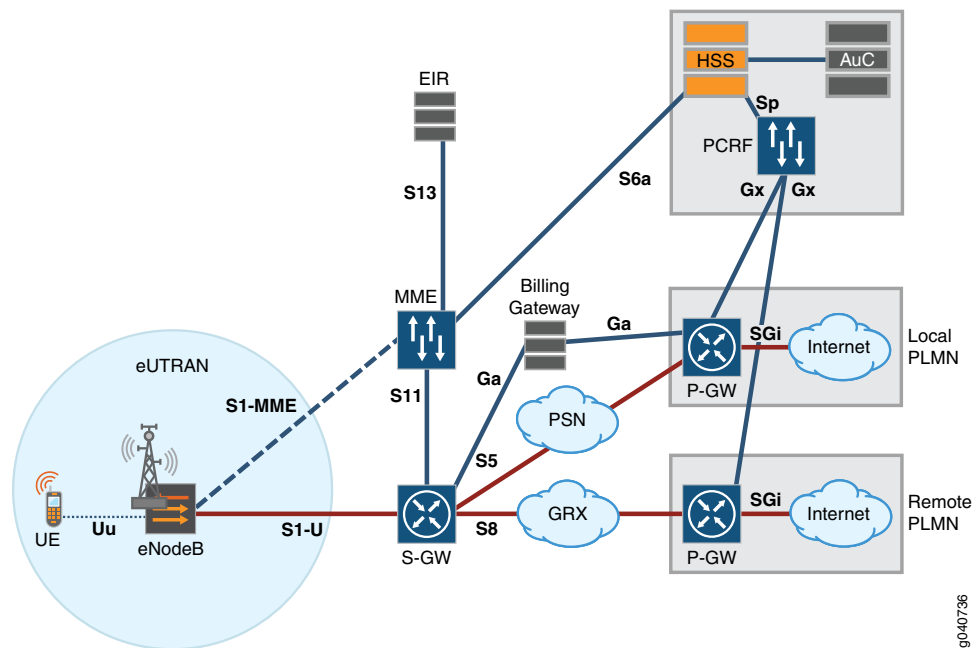 HSS
AuC
EIR
Sp
PCRF
S13
S6a
Gx
Gx
MME
Billing
Gateway
Ga
SGi
Internet
Local
PLMN
eUTRAN
S11
Ga
P-GW
S1-MME
PSN
S5
SGi
Internet
Remote
PLMN
UE
Uu
eNodeB
S1-U
S-GW
S8
GRX
P-GW
g040736